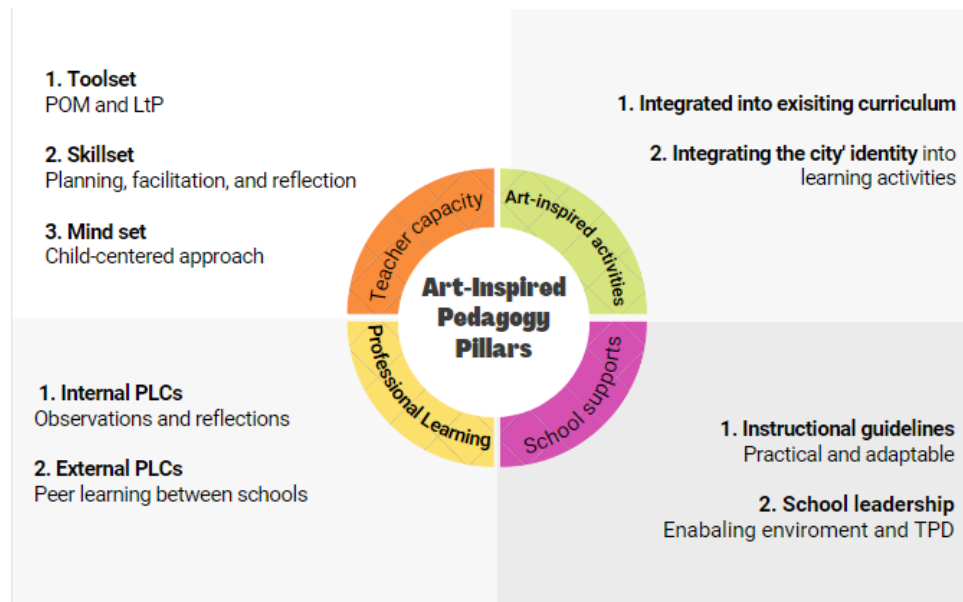 1. Toolset
POM and LtP
2. Skillset
Planning, facilitation, and reflection
3. Mind set
Child-centered approach
1. Integrated into exisiting curriculum
2. Integrating the city' identity into
learning activities
Teacher capacity
Art-inspired activities
Art-Inspired
Pedagogy
Pillars
Professional Learning
School supports
1. Internal PLCs
Observations and reflections
2. External PLCs
Peer learning between schools
1. Instructional guidelines
Practical and adaptable
2. School leadership
Enabaling enviroment and TPD